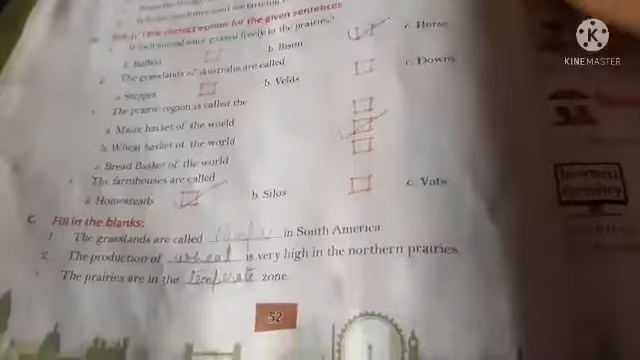 correct option for the given sentences
Which animal once grazed freely in the prairies?
a. Buffalo b. Bison c. Horse
The grasslands of Australia are called
a. Steppes b. Velds c. Downs
The prairie region is called the
a. Maize basket of the world
b. Wheat basket of the world
c. Bread Basket of the world
The farmhouses are called
a. Homesteads b. Silos c. Vats
C. Fill in the blanks:
1. The grasslands are called in South America.
2. The production of wheat is very high in the northern prairies.
The prairies are in the temperate zone.
52
K
KINEMASTER